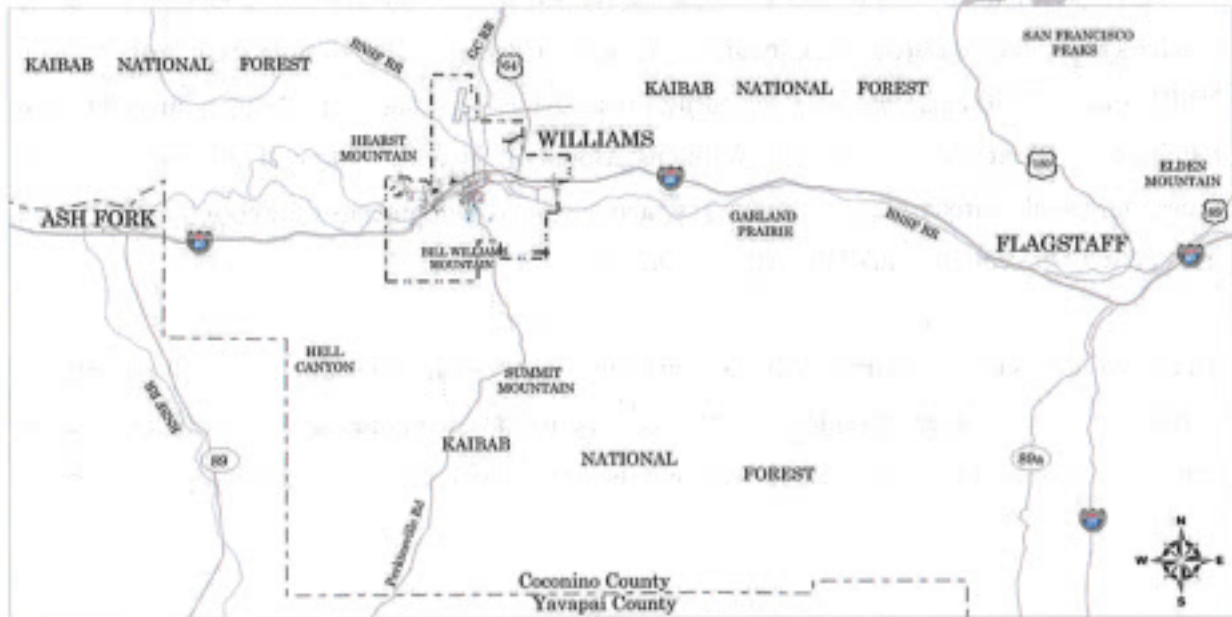 SAN FRANCISCO
PEAKS
BNSF RR
GC RR
64
KAIBAB NATIONAL FOREST
KAIBAB NATIONAL FOREST
HEARST
MOUNTAIN
WILLIAMS
180
ELDEN
MOUNTAIN
89
ASH FORK
GARLAND
PRAIRIE
BNSF RR
FLAGSTAFF
BILL WILLIAMS
MOUNTAIN
HELL
CANYON
SUMMIT
MOUNTAIN
BNSF RR
89
KAIBAB
NATIONAL
FOREST
89a
Perkinsville Rd
Coconino County
Yavapai County
N
W E
S